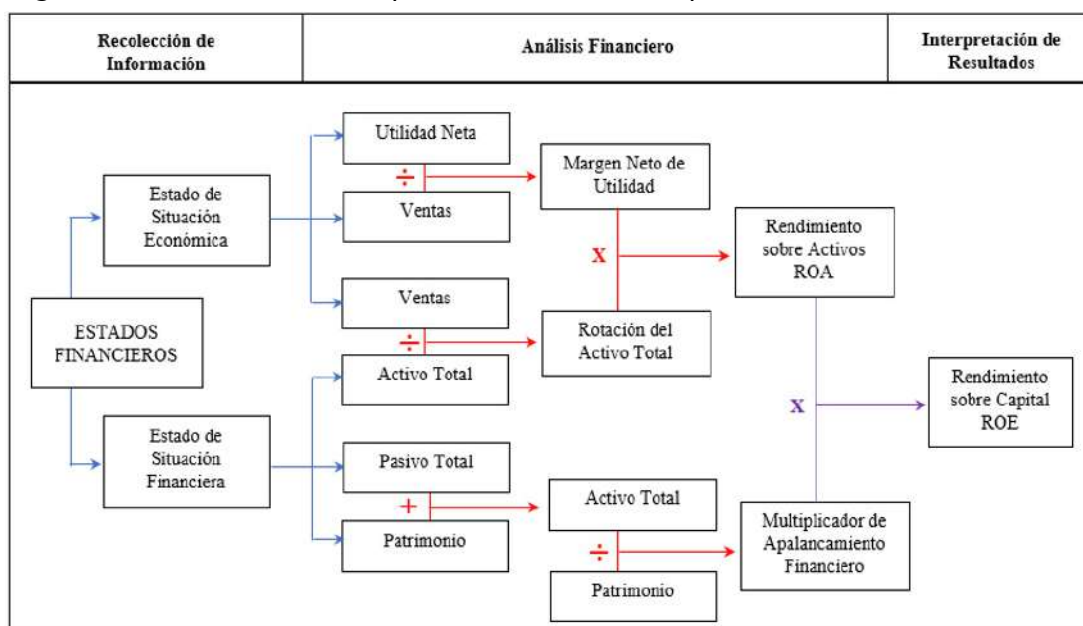 Recolección de
Información
Análisis Financiero
Interpretación de
Resultados
Utilidad Neta
÷
Ventas
Margen Neto de
Utilidad
Estado de
Situación
Económica
X
Rendimiento
sobre Activos
ROA
Ventas
÷
Activo Total
Rotación del
Activo Total
ESTADOS
FINANCIEROS
X
Rendimiento
sobre Capital
ROE
Estado de
Situación
Financiera
Pasivo Total
+
Patrimonio
Activo Total
÷
Patrimonio
Multiplicador de
Apalancamiento
Financiero